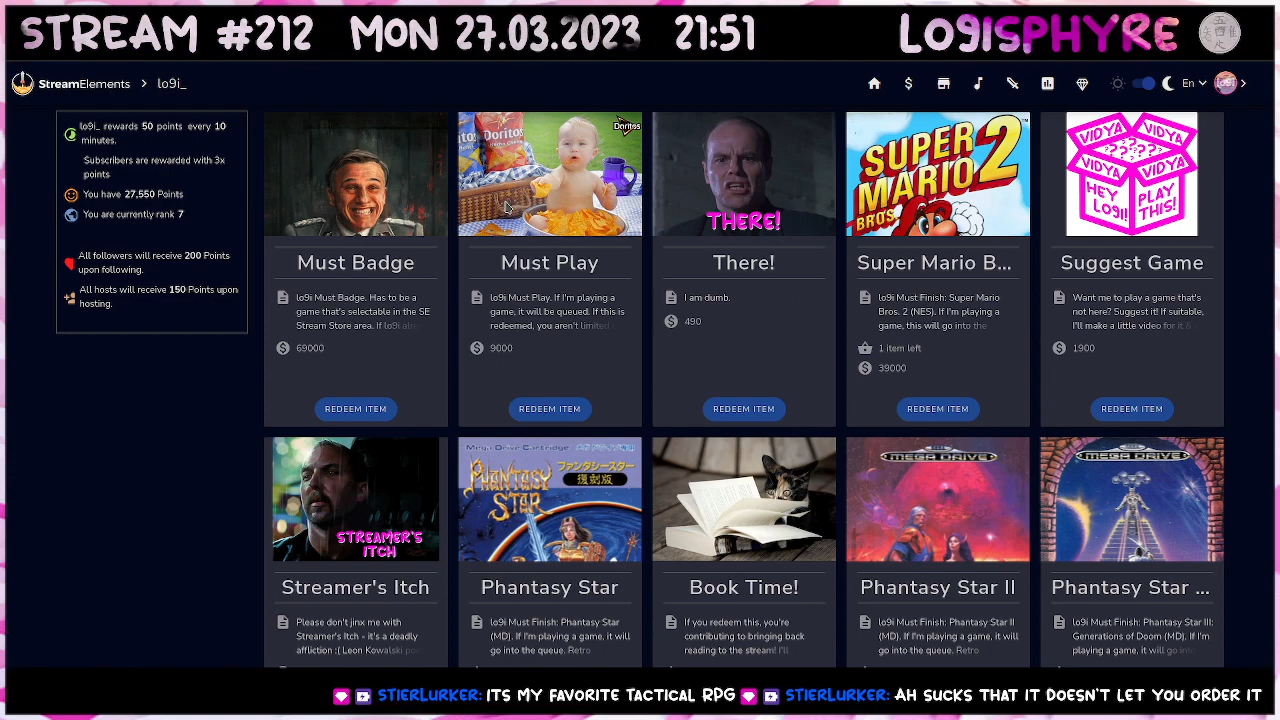 STREAM #212 MON 27.03.2023 21:51 LO9ISPHYRE
StreamElements > lo9i_
En
lo9i_ rewards 50 points every 10
minutes.
Subscribers are rewarded with 3x
points
You have 27,550 Points
You are currently rank 7
All followers will receive 200 Points
upon following.
All hosts will receive 150 Points upon
hosting.
Must Badge
lo9i Must Badge. Has to be a
game that's selectable in the SE
Stream Store area. If lo9i
69000
REDEEM ITEM
Doritos
Doritos
Must Play
lo9i Must Play. If I'm playing a
game, it will be queued. If this is
redeemed, you aren't limited
9000
REDEEM ITEM
THERE!
There!
I am dumb.
490
REDEEM ITEM
SUPER
MARIO
BROS.
2
Super Mario B...
lo9i Must Finish: Super Mario
Bros. 2 (NES). If I'm playing a
game, this will go into the
1 item left
39000
REDEEM ITEM
VIDYA VIDYA
??????
VIDYA VIDYA
HEY LO9I!
PLAY THIS!
Suggest Game
Want me to play a game that's
not here? Suggest it! If suitable,
I'll make a little video for it &
1900
REDEEM ITEM
STREAMER'S
ITCH
Streamer's Itch
Please don't jinx me with
Streamer's Itch - it's a deadly
affliction :( Leon Kowalski
Mega Drive Cartridge
PHANTASY
STAR
ファンタシースター
復刻版
Phantasy Star
lo9i Must Finish: Phantasy Star
(MD). If I'm playing a game, it will
go into the queue. Retro
Book Time!
If you redeem this, you're
contributing to bringing back
reading to the stream! I'll
MEGA DRIVE
Phantasy Star II
lo9i Must Finish: Phantasy Star II
(MD). If I'm playing a game, it will
go into the queue. Retro
MEGA DRIVE
Phantasy Star ...
lo9i Must Finish: Phantasy Star III:
Generations of Doom (MD). If I'm
playing a game, it will go into the
STIERLURKER: ITS MY FAVORITE TACTICAL RPG STIERLURKER: AH SUCKS THAT IT DOESN'T LET YOU ORDER IT